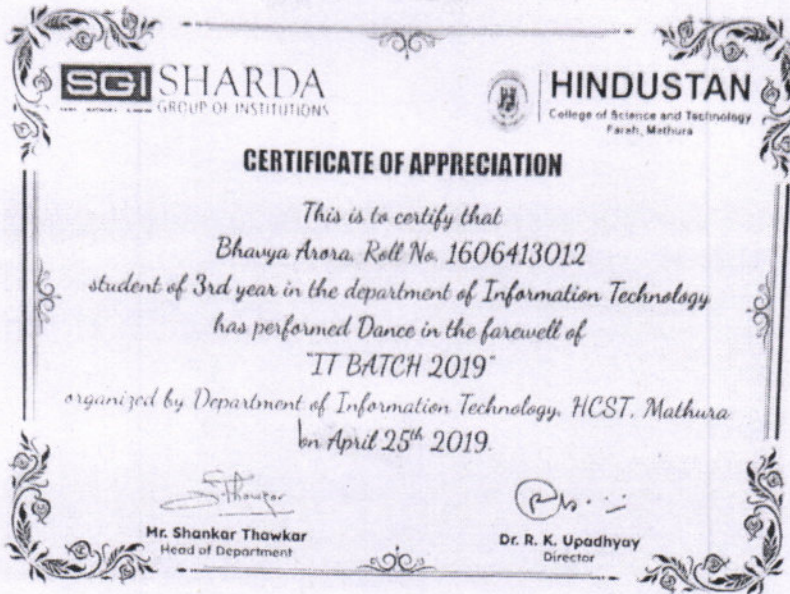 SGI SHARDA
GROUP OF INSTITUTIONS
HINDUSTAN
College of Science and Technology
Farah, Mathura
CERTIFICATE OF APPRECIATION
This is to certify that
Bhavya Arora, Roll No. 1606413012
student of 3rd year in the department of Information Technology
has performed Dance in the farewell of
"IT BATCH 2019"
organized by Department of Information Technology, HCST, Mathura
on April 25th 2019.
Mr. Shankar Thawkar
Head of Department
Dr. R. K. Upadhyay
Director